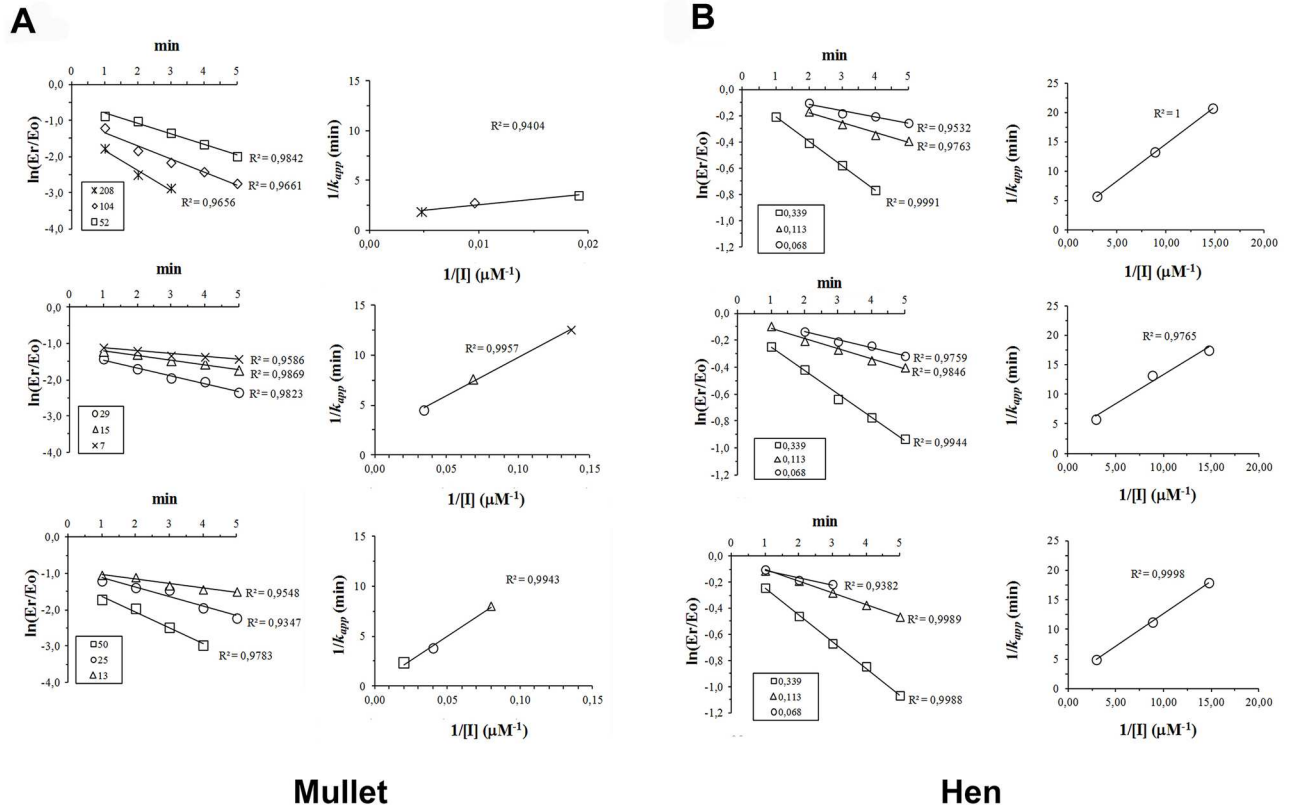 A
B
min
0 1 2 3 4 5
0,0
-1,0
-2,0
-3,0
-4,0
ln(Er/Eo)
R² = 0,9842
R² = 0,9661
R² = 0,9656
208
104
52
15
10
5
0
1/kapp (min)
R² = 0,9404
0,00 0,01 0,02
1/[I] (μM⁻¹)
min
0 1 2 3 4 5
0,0
-0,2
-0,4
-0,6
-0,8
-1,0
-1,2
ln(Er/Eo)
R² = 0,9532
R² = 0,9763
R² = 0,9991
0,339
0,113
0,068
25
20
15
10
5
0
1/kapp (min)
R² = 1
0,00 5,00 10,00 15,00 20,00
1/[I] (μM⁻¹)
min
0 1 2 3 4 5
0,0
-1,0
-2,0
-3,0
-4,0
ln(Er/Eo)
R² = 0,9586
R² = 0,9869
R² = 0,9823
29
15
7
15
10
5
0
1/kapp (min)
R² = 0,9957
0,00 0,05 0,10 0,15
1/[I] (μM⁻¹)
min
0 1 2 3 4 5
0,0
-0,2
-0,4
-0,6
-0,8
-1,0
-1,2
ln(Er/Eo)
R² = 0,9759
R² = 0,9846
R² = 0,9944
0,339
0,113
0,068
25
20
15
10
5
0
1/kapp (min)
R² = 0,9765
0,00 5,00 10,00 15,00 20,00
1/[I] (μM⁻¹)
min
0 1 2 3 4 5
0,0
-1,0
-2,0
-3,0
-4,0
ln(Er/Eo)
R² = 0,9548
R² = 0,9347
R² = 0,9783
50
25
13
15
10
5
0
1/kapp (min)
R² = 0,9943
0,00 0,05 0,10 0,15
1/[I] (μM⁻¹)
min
0 1 2 3 4 5
0,0
-0,2
-0,4
-0,6
-0,8
-1,0
-1,2
ln(Er/Eo)
R² = 0,9382
R² = 0,9989
R² = 0,9988
0,339
0,113
0,068
25
20
15
10
5
0
1/kapp (min)
R² = 0,9998
0,00 5,00 10,00 15,00 20,00
1/[I] (μM⁻¹)
Mullet
Hen